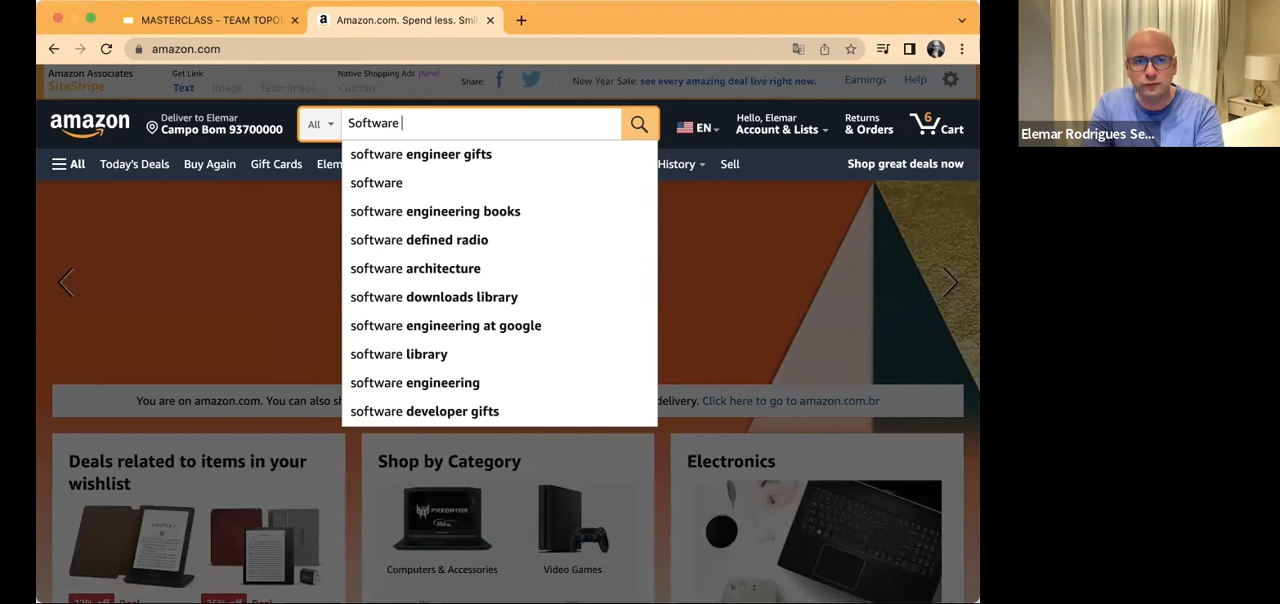 MASTERCLASS - TEAM TOPOL
Amazon.com. Spend less. Smil
amazon.com
Amazon Associates
SiteStripe
Get Link:
Text Image Text+Image
Native Shopping Ads (New)
Custom
Share:
New Year Sale: see every amazing deal live right now.
Earnings
Help
amazon
Deliver to Elemar
Campo Bom 93700000
All
Software
EN
Hello, Elemar
Account & Lists
Returns
& Orders
6
Cart
All
Today's Deals
Buy Again
Gift Cards
Elem
History
Sell
Shop great deals now
software engineer gifts
software
software engineering books
software defined radio
software architecture
software downloads library
software engineering at google
software library
software engineering
software developer gifts
You are on amazon.com. You can also sh
delivery. Click here to go to amazon.com.br
Deals related to items in your
wishlist
Shop by Category
Electronics
PREDATOR
Computers & Accessories
Video Games
Deal
Deal
Elemar Rodrigues Se...